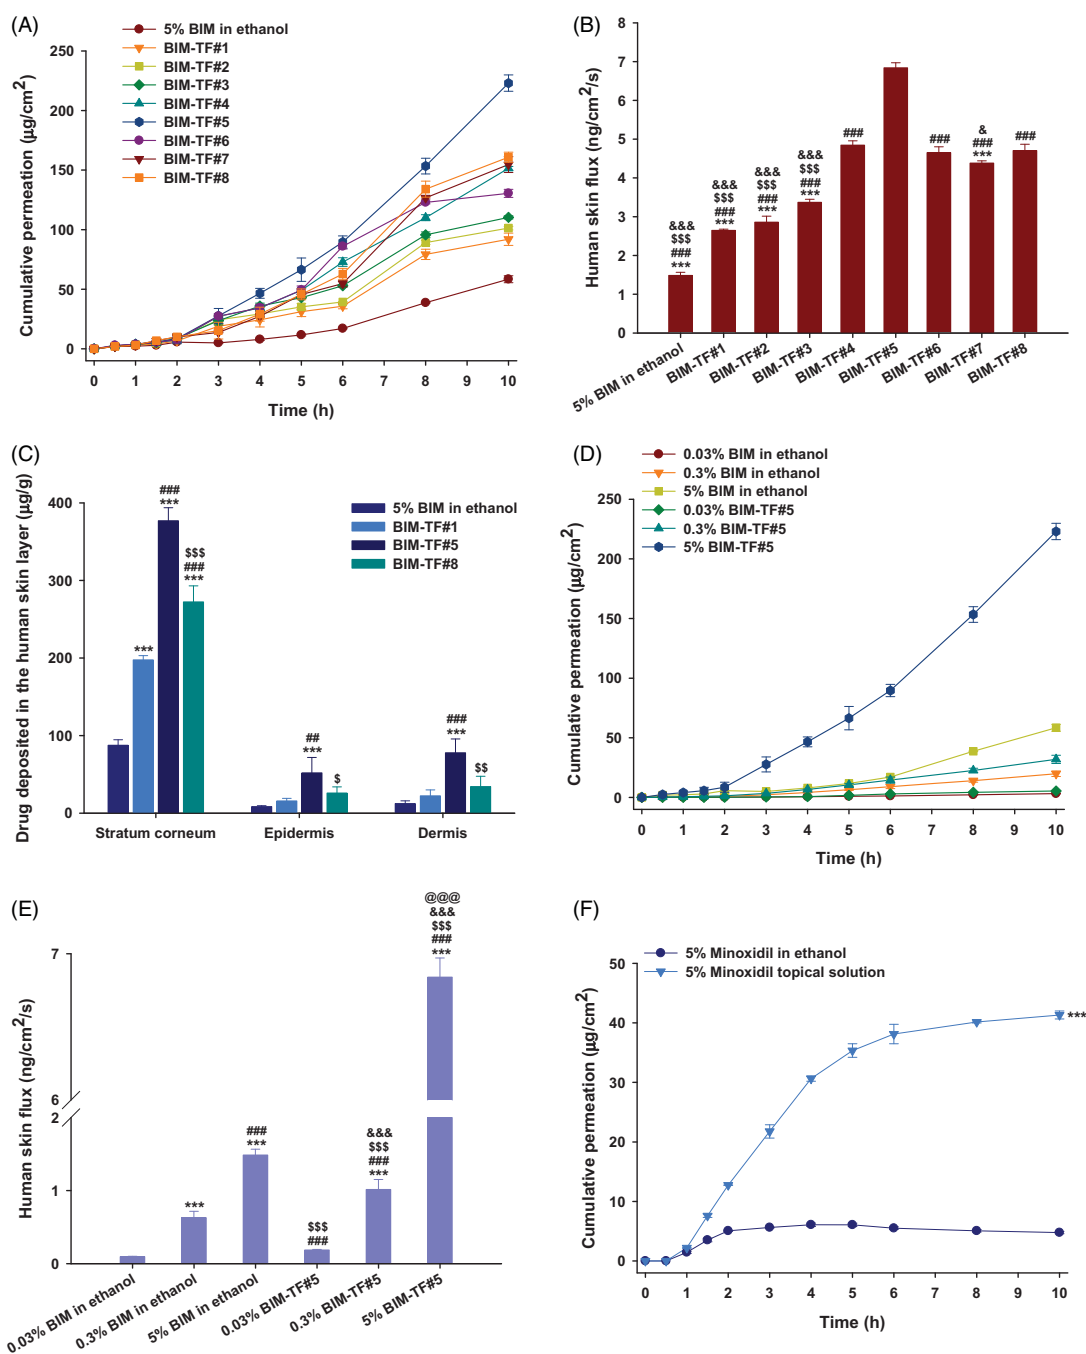 (A)
5% BIM in ethanol
BIM-TF#1
BIM-TF#2
BIM-TF#3
BIM-TF#4
BIM-TF#5
BIM-TF#6
BIM-TF#7
BIM-TF#8
Cumulative permeation (µg/cm2)
250
200
150
100
50
0
0 1 2 3 4 5 6 7 8 9 10
Time (h)
(B)
Human skin flux (ng/cm2/s)
8
7
6
5
4
3
2
1
0
&&&
$$$
###
***
&&&
$$$
###
***
&&&
$$$
###
***
&&&
$$$
###
***
###
###
&
###
***
###
5% BIM in ethanol
BIM-TF#1
BIM-TF#2
BIM-TF#3
BIM-TF#4
BIM-TF#5
BIM-TF#6
BIM-TF#7
BIM-TF#8
(C)
Drug deposited in the human skin layer (µg/g)
400
300
200
100
0
5% BIM in ethanol
BIM-TF#1
BIM-TF#5
BIM-TF#8
***
###
***
$$$
###
***
##
***
$
###
***
$$
Stratum corneum Epidermis Dermis
(D)
0.03% BIM in ethanol
0.3% BIM in ethanol
5% BIM in ethanol
0.03% BIM-TF#5
0.3% BIM-TF#5
5% BIM-TF#5
Cumulative permeation (µg/cm2)
250
200
150
100
50
0
0 1 2 3 4 5 6 7 8 9 10
Time (h)
(E)
Human skin flux (ng/cm2/s)
7
6
2
1
0
***
###
***
$$$
###
&&&
$$$
###
***
@@@
&&&
$$$
###
***
0.03% BIM in ethanol
0.3% BIM in ethanol
5% BIM in ethanol
0.03% BIM-TF#5
0.3% BIM-TF#5
5% BIM-TF#5
(F)
5% Minoxidil in ethanol
5% Minoxidil topical solution
Cumulative permeation (µg/cm2)
50
40
30
20
10
0
***
0 1 2 3 4 5 6 7 8 9 10
Time (h)